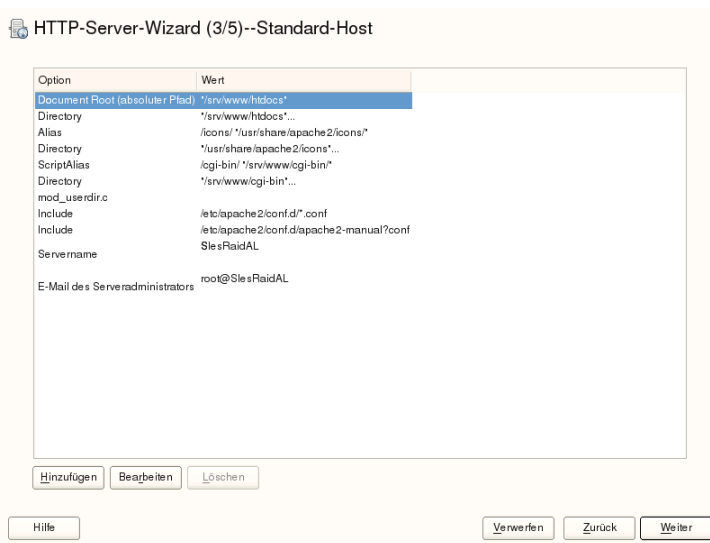 HTTP-Server-Wizard (3/5)--Standard-Host
Option Wert
Document Root (absoluter Pfad) "/srv/www/htdocs"
Directory "/srv/www/htdocs"...
Alias /icons/ "/usr/share/apache2/icons/"
Directory "/usr/share/apache2/icons"...
ScriptAlias /cgi-bin/ "/srv/www/cgi-bin/"
Directory "/srv/www/cgi-bin"...
mod_userdir.c
Include /etc/apache2/conf.d/*.conf
Include /etc/apache2/conf.d/apache2-manual?conf
Servername SlesRaidAL
E-Mail des Serveradministrators root@SlesRaidAL
Hinzufügen Bearbeiten Löschen
Hilfe Verwerfen Zurück Weiter